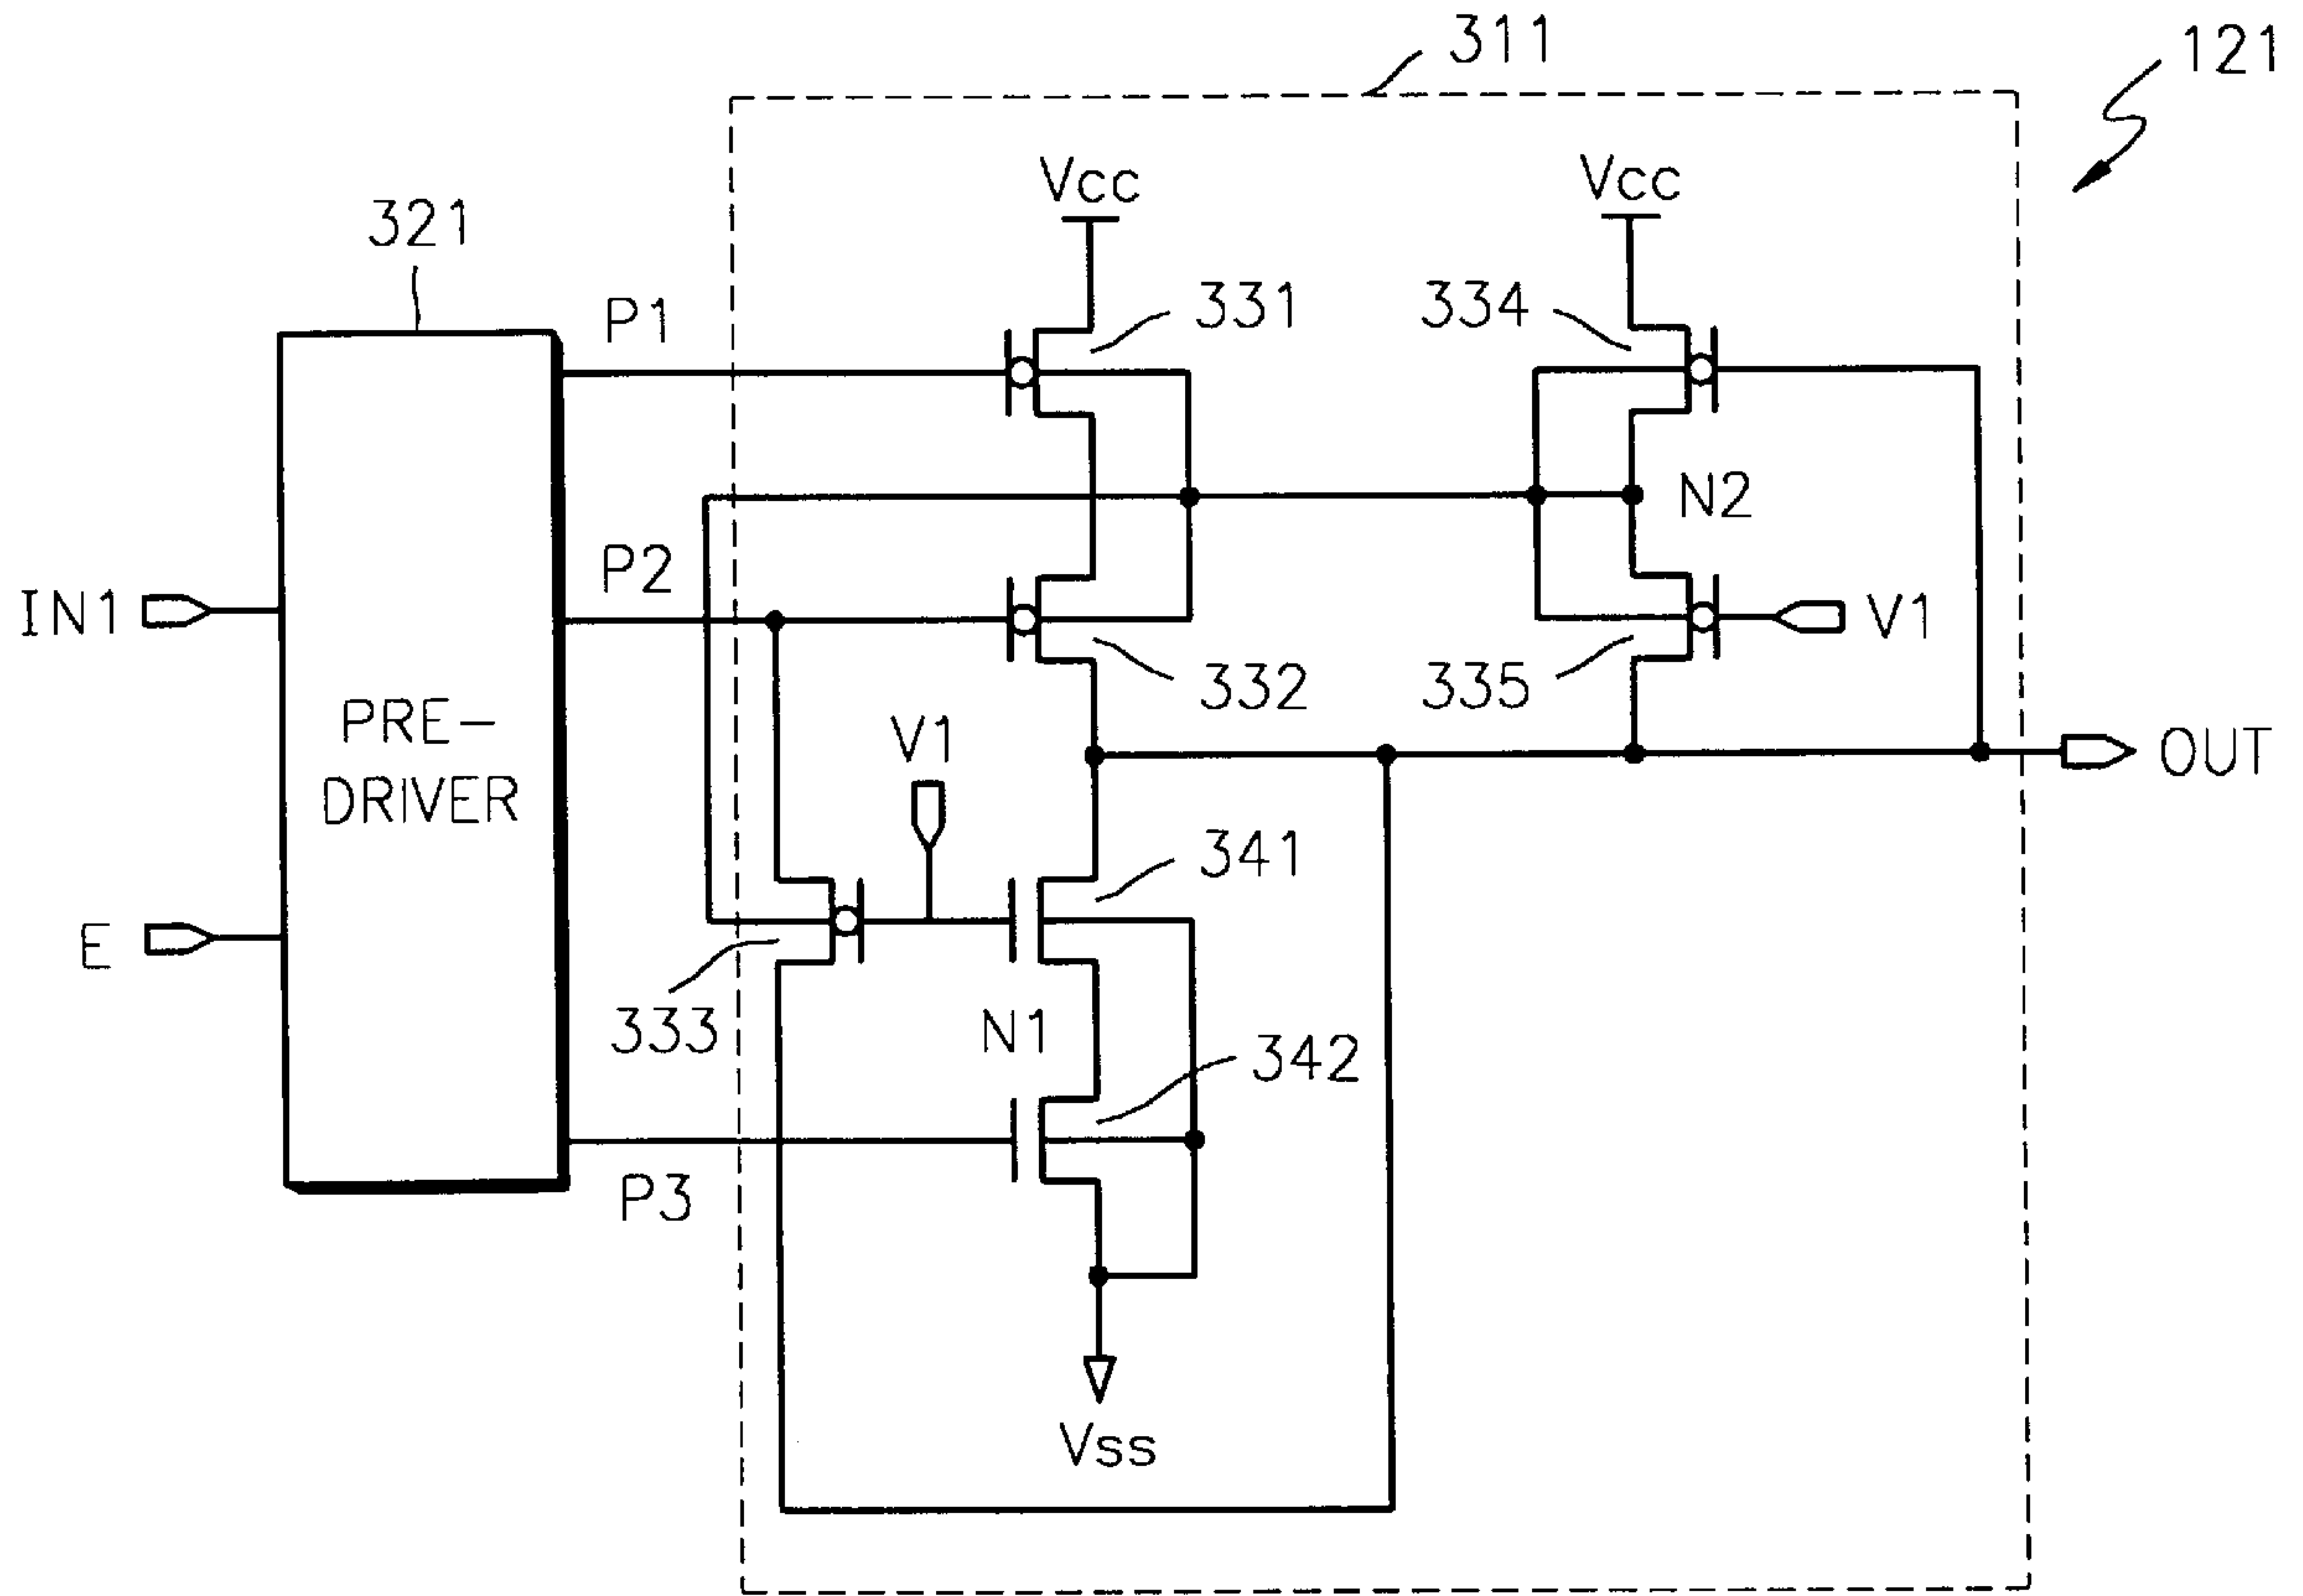 311
121
Vcc
Vcc
321
P1
331
334
N2
P2
IN1
V1
332
335
PRE-
DRIVER
V1
OUT
341
E
333
N1
342
P3
Vss